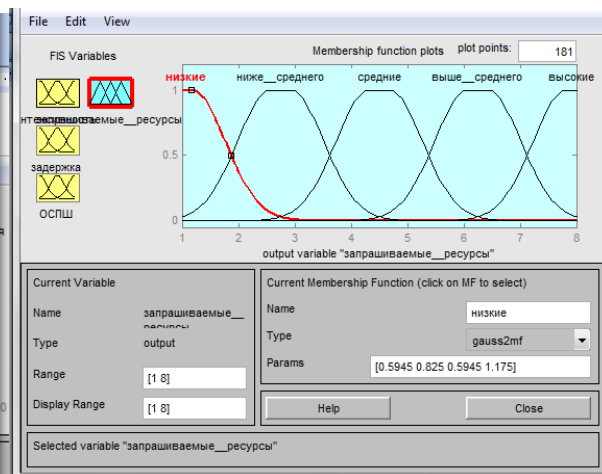 File Edit View
FIS Variables
Membership function plots plot points: 181
низкие ниже__среднего средние выше__среднего высокие
запрашиваемые__ресурсы
задержка
ОСПШ
1
0.5
0
1 2 3 4 5 6 7 8
output variable "запрашиваемые__ресурсы"
Current Variable
Name запрашиваемые__
ресурсы
Type output
Range [1 8]
Display Range [1 8]
Current Membership Function (click on MF to select)
Name низкие
Type gauss2mf
Params [0.5945 0.825 0.5945 1.175]
Help Close
Selected variable "запрашиваемые__ресурсы"